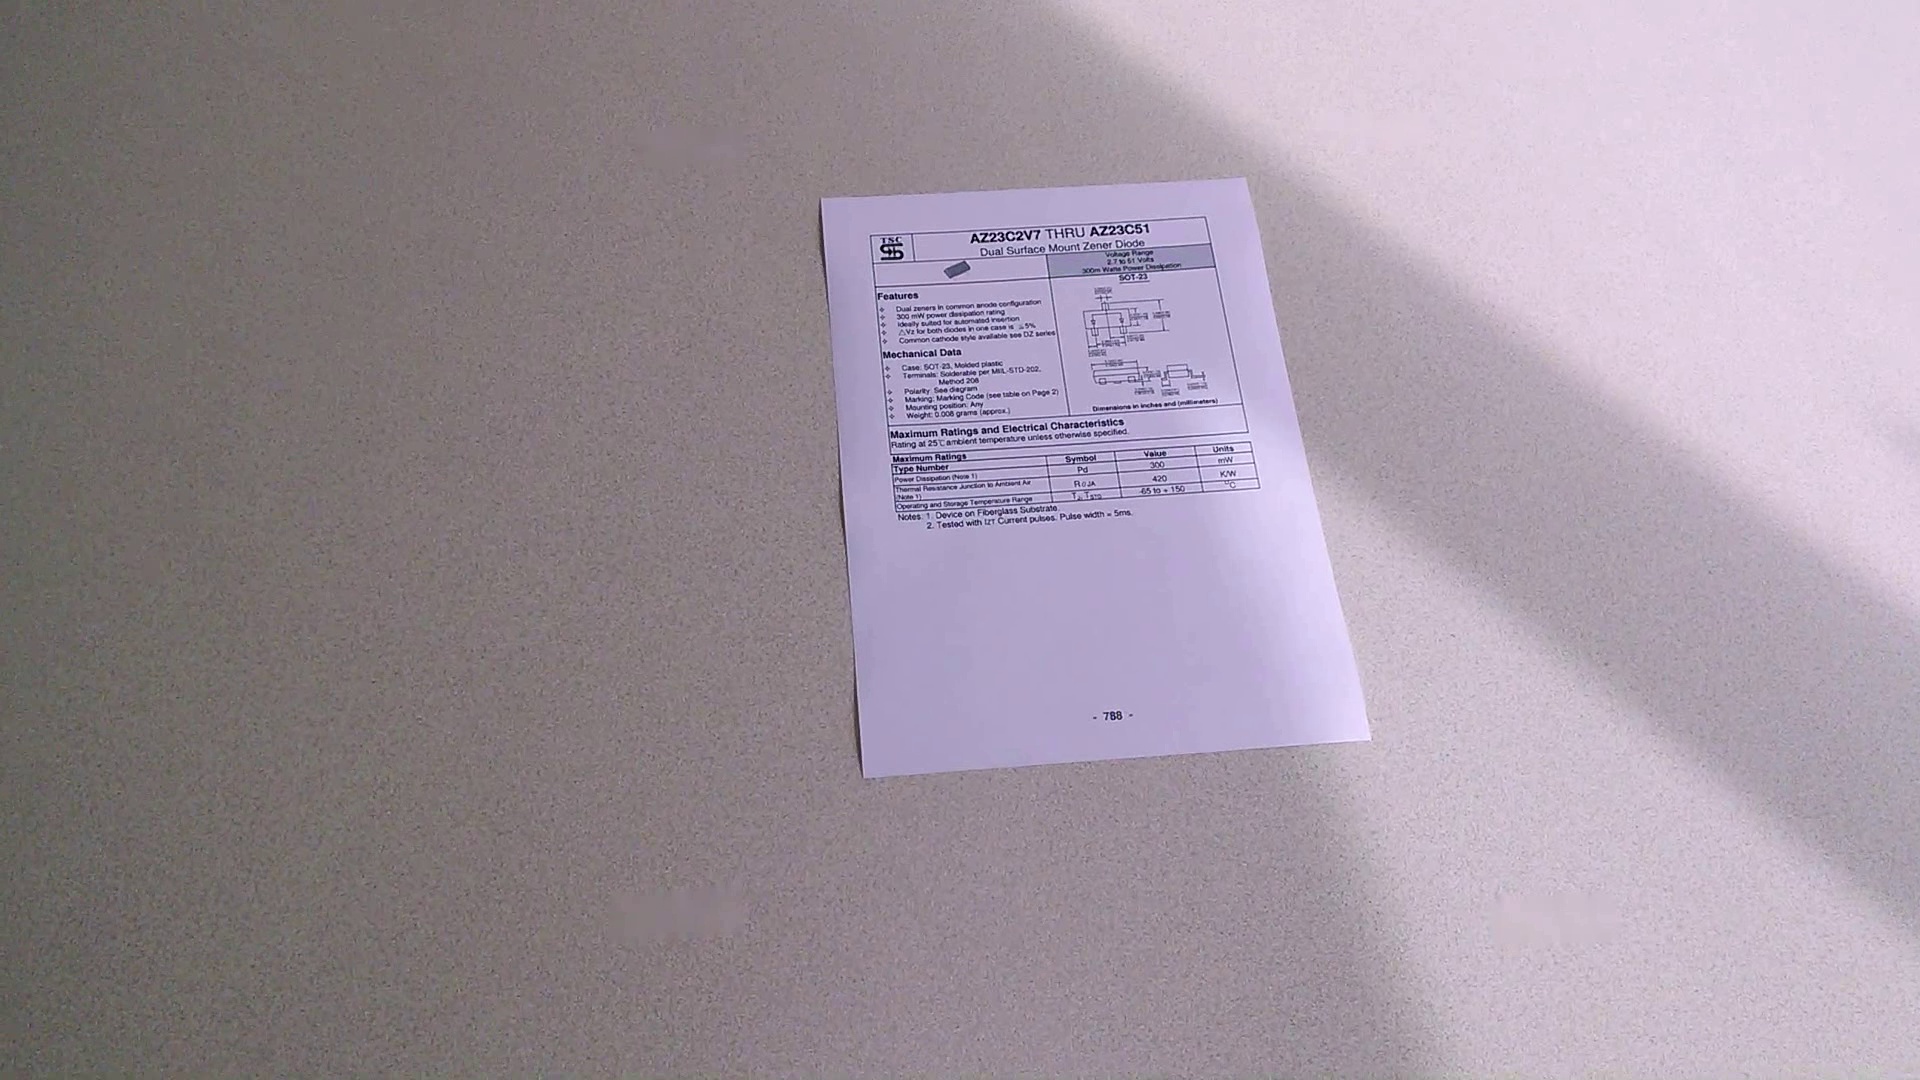 TSC
AZ23C2V7 THRU AZ23C51
Dual Surface Mount Zener Diode
Voltage Range
2.7 to 51 Volts
300m Watts Power Dissipation
SOT-23
Features
Dual zeners in common anode configuration
300 mW power dissipation rating
Ideally suited for automated insertion
△Vz for both diodes in one case is ≦5%
Common cathode style available see DZ series
Mechanical Data
Case: SOT-23, Molded plastic
Terminals: Solderable per MIL-STD-202,
Method 208
Polarity: See diagram
Marking: Marking Code (see table on Page 2)
Mounting position: Any
Weight: 0.008 grams (approx.)
Dimensions in inches and (millimeters)
Maximum Ratings and Electrical Characteristics
Rating at 25℃ ambient temperature unless otherwise specified.
Maximum Ratings
Type Number Symbol Value Units
Power Dissipation (Note 1) Pd 300 mW
Thermal Resistance Junction to Ambient Air
(Note 1) RθJA 420 K/W
Operating and Storage Temperature Range TJ, TSTG -65 to + 150 °C
Notes: 1. Device on Fiberglass Substrate.
2. Tested with IZT Current pulses. Pulse width = 5ms.
- 788 -